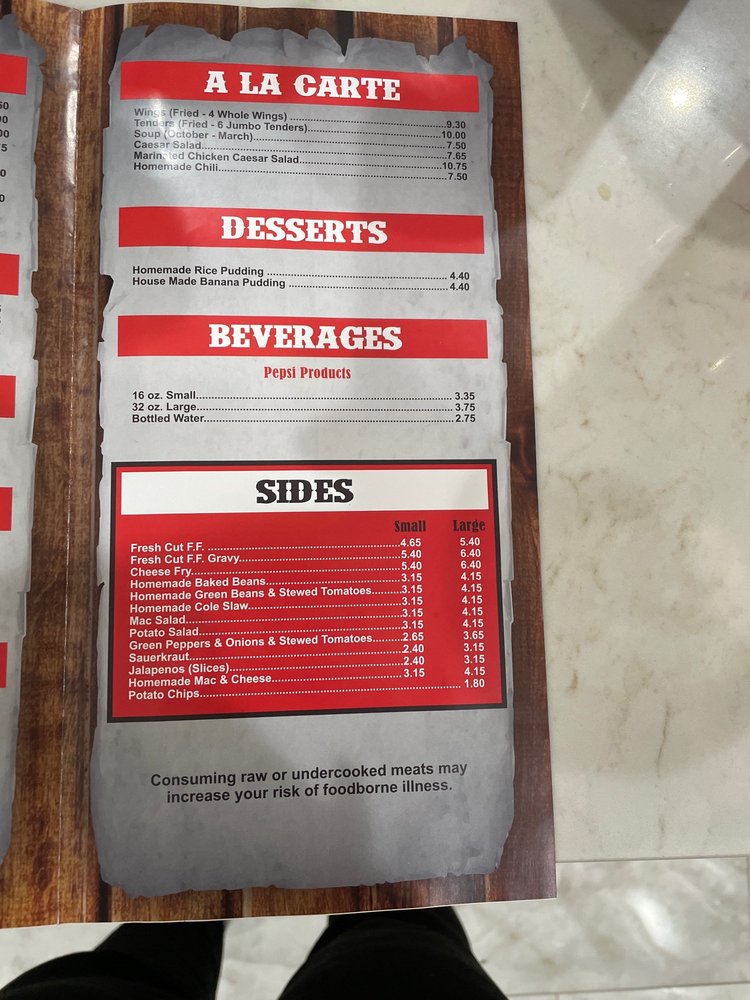 A LA CARTE
Wings (Fried - 4 Whole Wings) ........ 9.30
Tenders (Fried - 6 Jumbo Tenders) ........ 10.00
Soup (October - March) ........ 7.50
Caesar Salad ........ 7.65
Marinated Chicken Caesar Salad ........ 10.75
Homemade Chili ........ 7.50
DESSERTS
Homemade Rice Pudding ........ 4.40
House Made Banana Pudding ........ 4.40
BEVERAGES
Pepsi Products
16 oz. Small ........ 3.35
32 oz. Large ........ 3.75
Bottled Water ........ 2.75
SIDES
Small Large
Fresh Cut F.F. ........ 4.65 5.40
Fresh Cut F.F. Gravy ........ 5.40 6.40
Cheese Fry ........ 5.40 6.40
Homemade Baked Beans ........ 3.15 4.15
Homemade Green Beans & Stewed Tomatoes ........ 3.15 4.15
Homemade Cole Slaw ........ 3.15 4.15
Mac Salad ........ 3.15 4.15
Potato Salad ........ 3.15 4.15
Green Peppers & Onions & Stewed Tomatoes ........ 2.65 3.65
Sauerkraut ........ 2.40 3.15
Jalapenos (Slices) ........ 2.40 3.15
Homemade Mac & Cheese ........ 3.15 4.15
Potato Chips ........ 1.80
Consuming raw or undercooked meats may
increase your risk of foodborne illness.